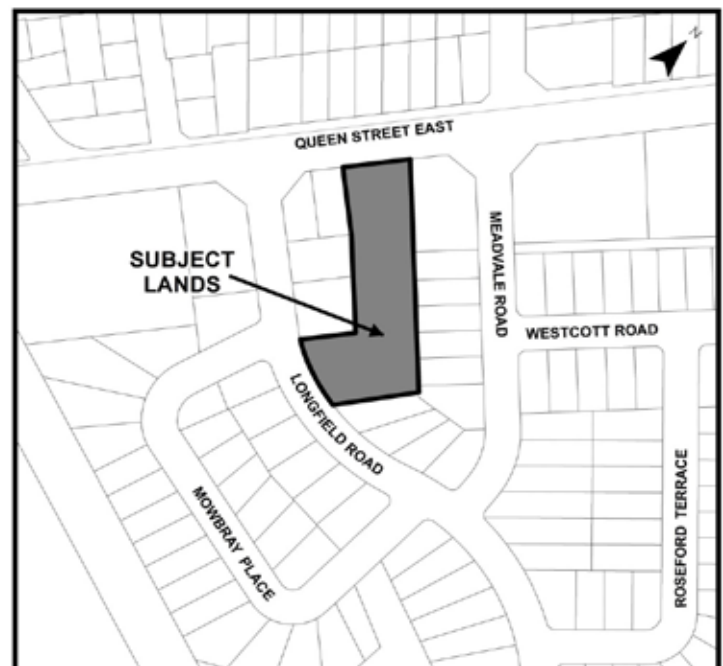 N
QUEEN STREET EAST
SUBJECT
LANDS
MEADVALE ROAD
WESTCOTT ROAD
LONGFIELD ROAD
MOWBRAY PLACE
ROSEFORD TERRACE